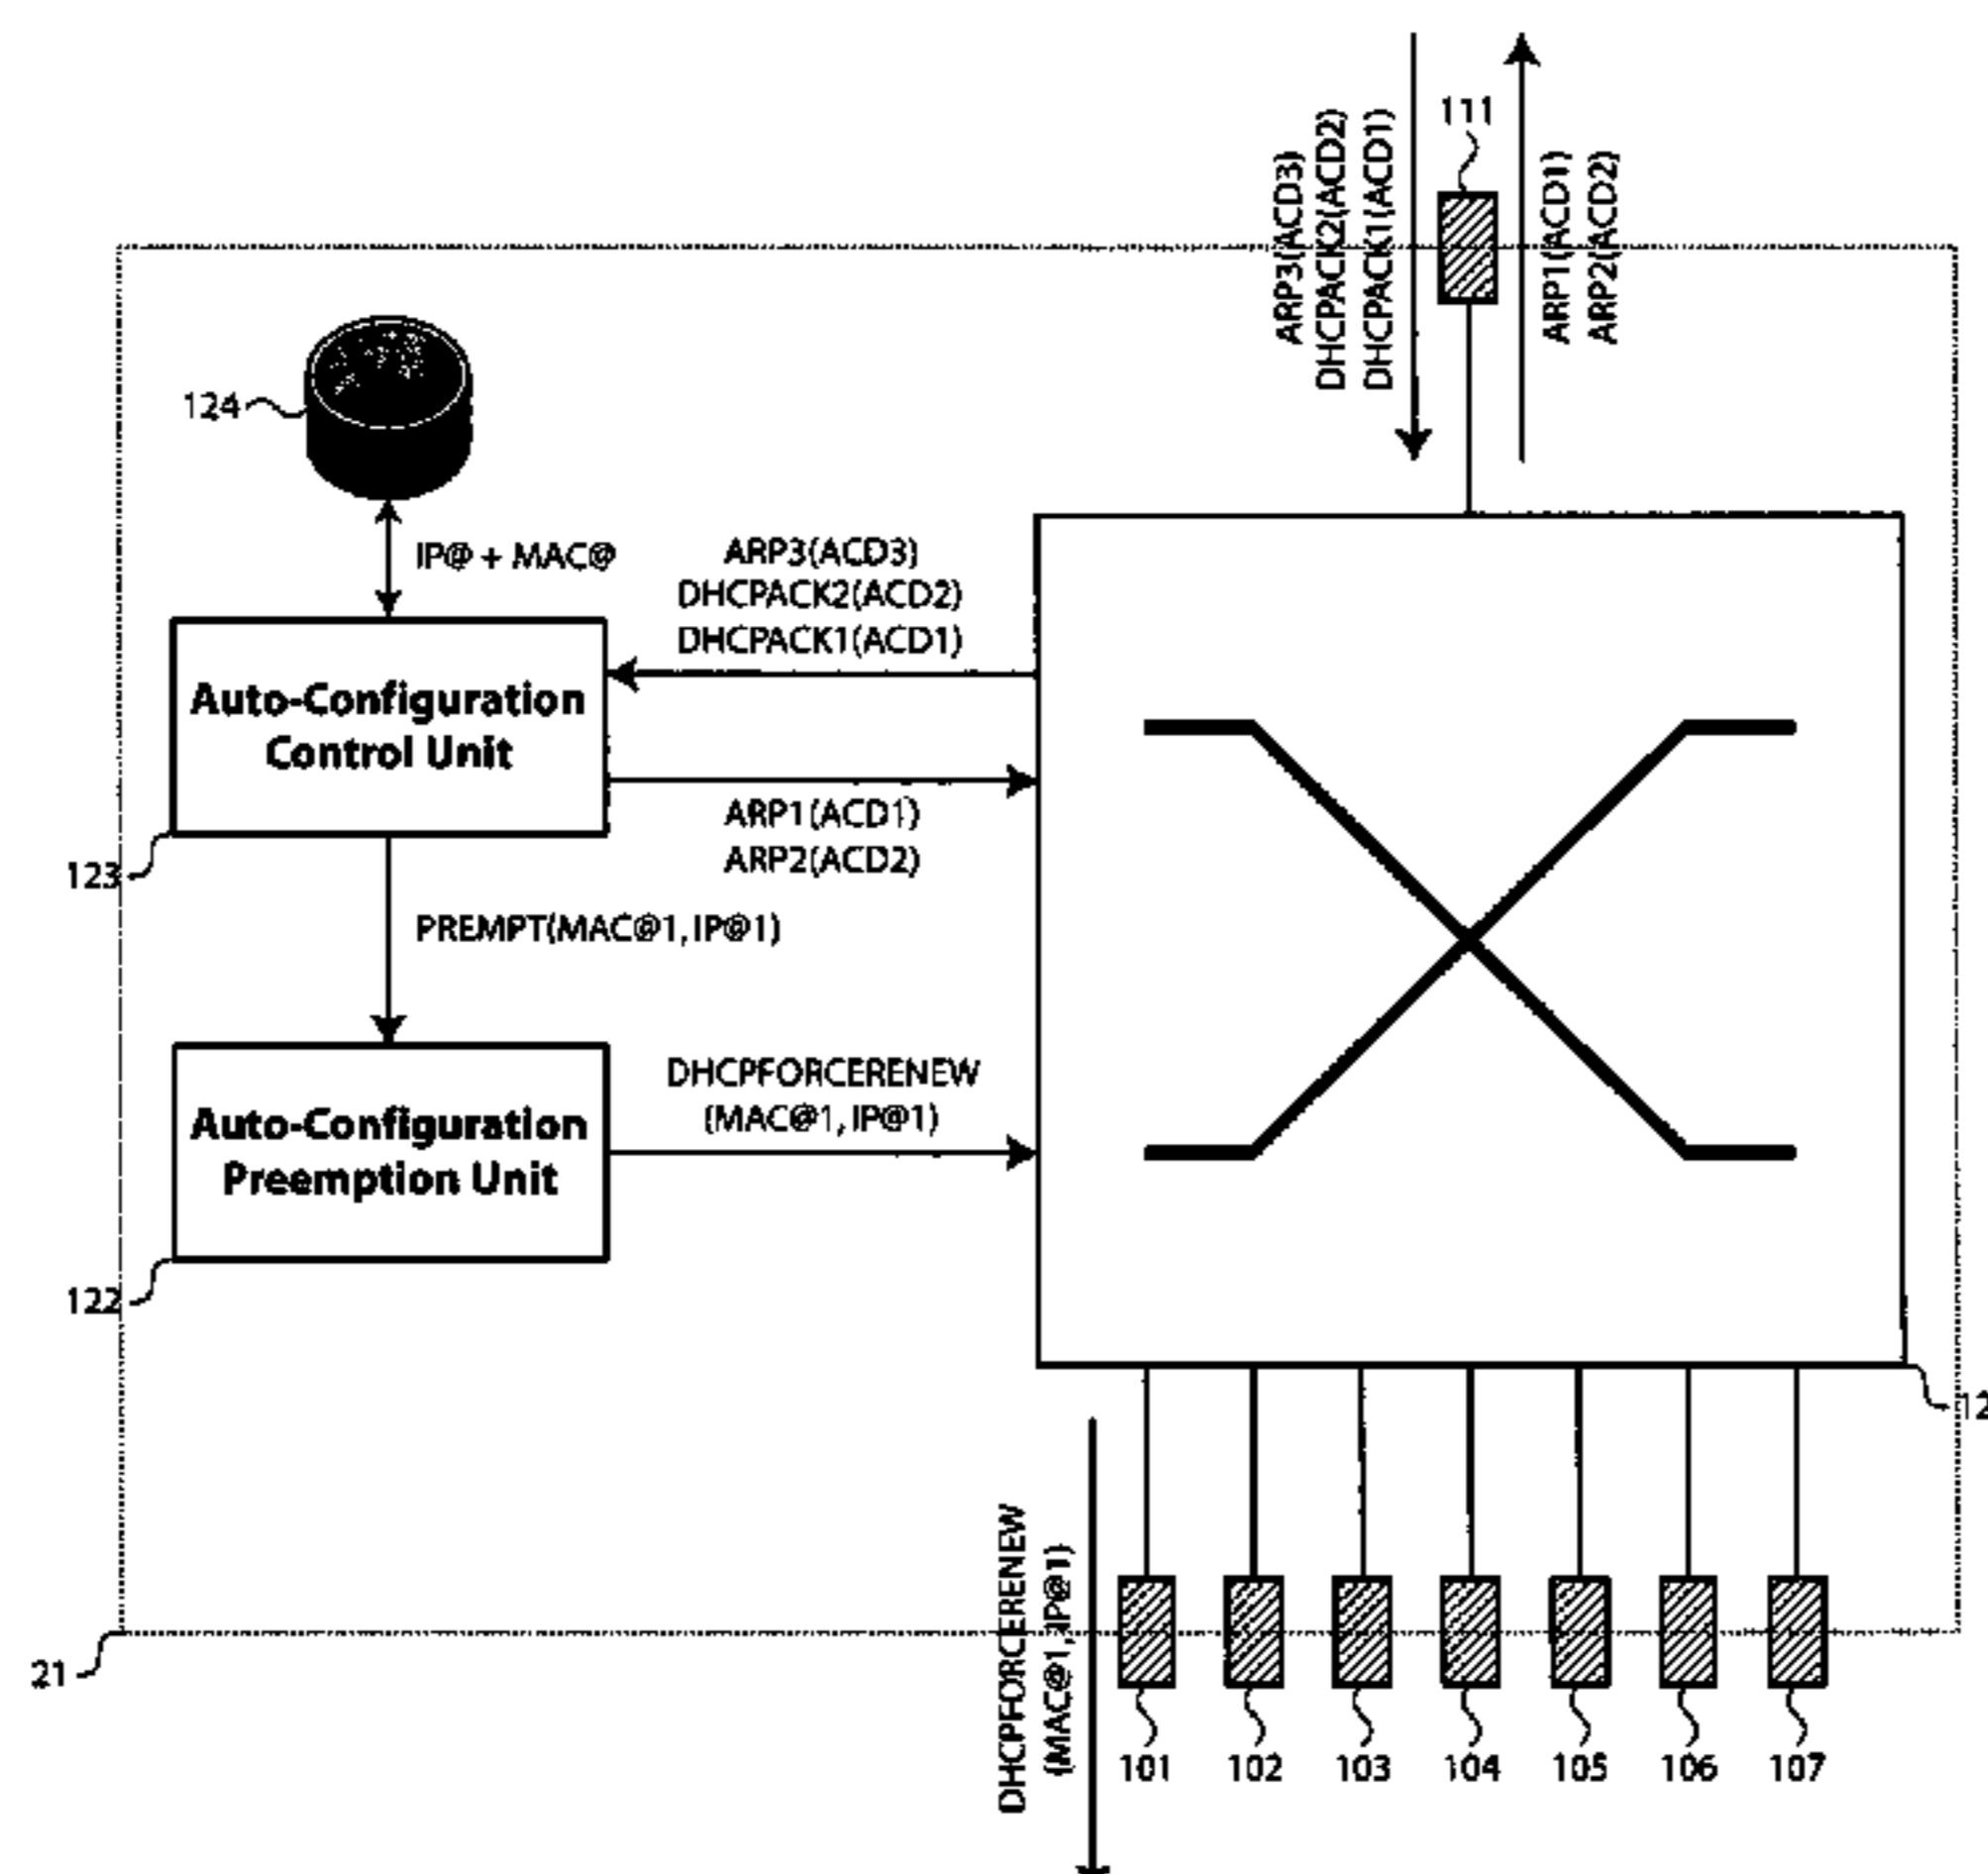 111
ARP3(ACD3)
DHCPACK2(ACD2)
DHCPACK1(ACD1)
ARP1(ACD1)
ARP2(ACD2)
124
IP@ + MAC@
ARP3(ACD3)
DHCPACK2(ACD2)
DHCPACK1(ACD1)
Auto-Configuration
Control Unit
ARP1(ACD1)
ARP2(ACD2)
123
PREMPT(MAC@1, IP@1)
DHCPFORCERENEW
(MAC@1, IP@1)
Auto-Configuration
Preemption Unit
122
DHCPFORCERENEW
(MAC@1, IP@1)
21
101
102
103
104
105
106
107